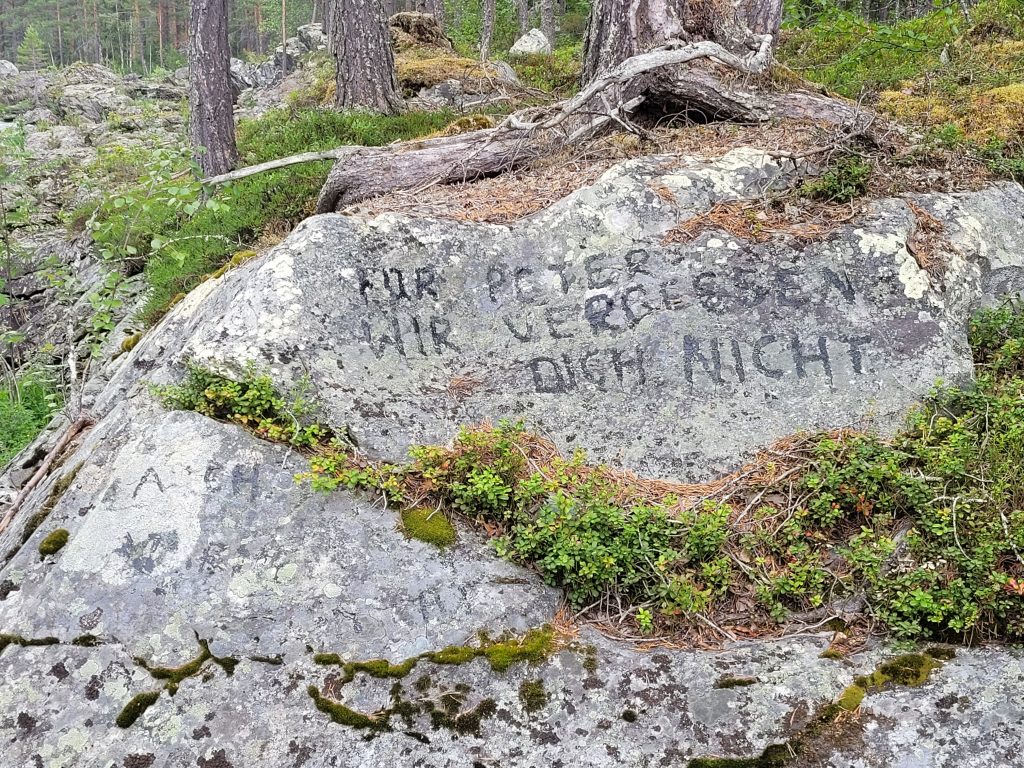 FÜR PETER
WIR VERGESSEN
DICH NICHT